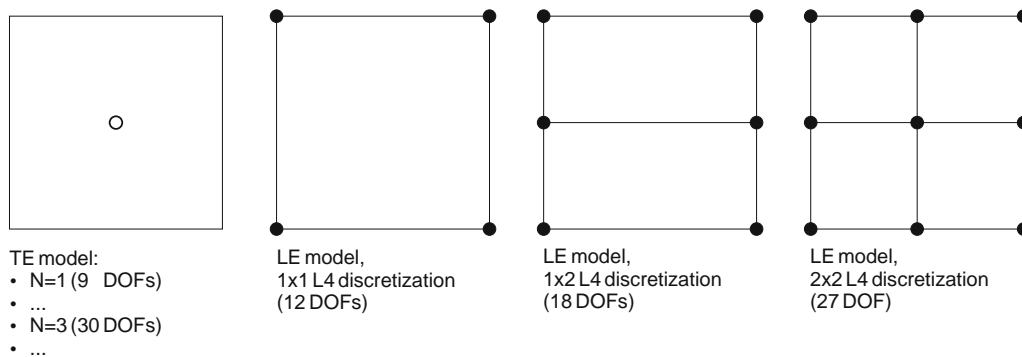 TE model:
• N=1 (9 DOFs)
• ...
• N=3 (30 DOFs)
• ...
LE model,
1x1 L4 discretization
(12 DOFs)
LE model,
1x2 L4 discretization
(18 DOFs)
LE model,
2x2 L4 discretization
(27 DOF)